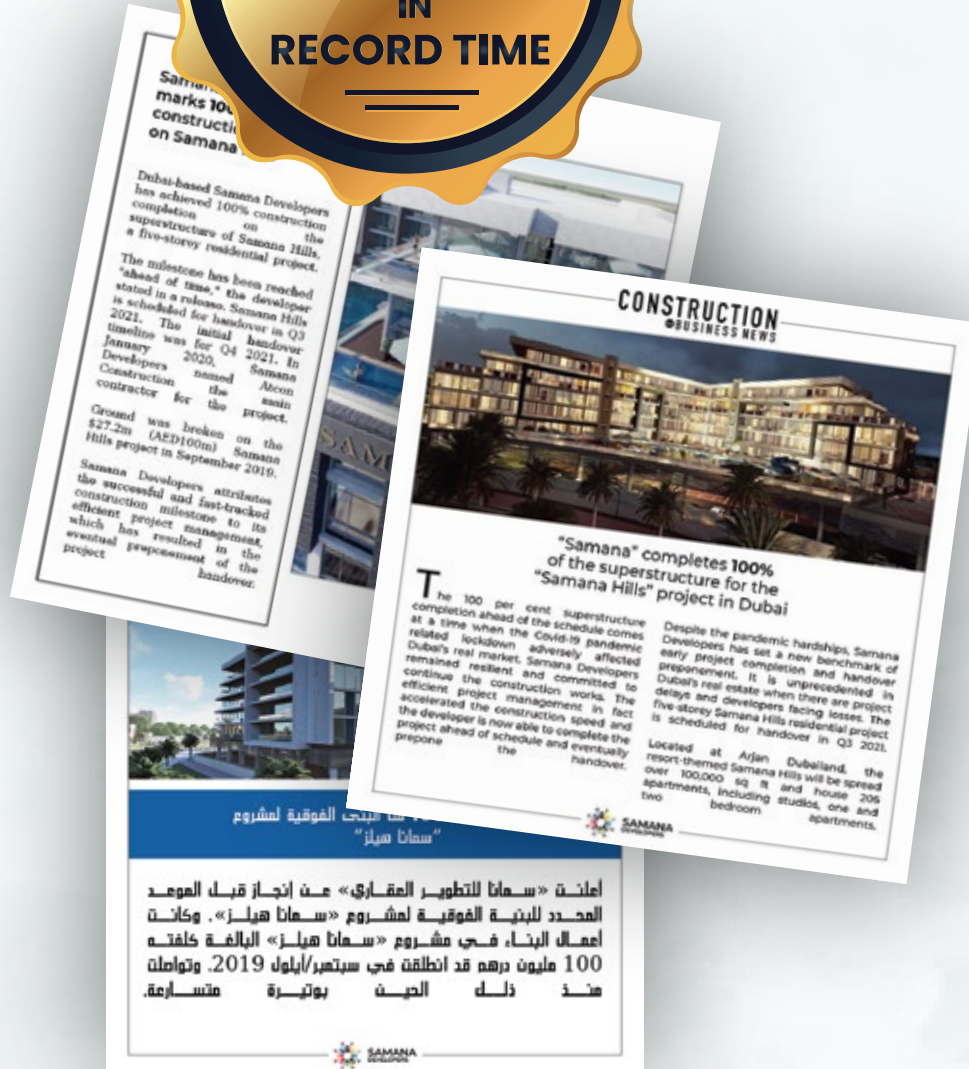 IN
RECORD TIME
marks
constructi
on Samana
Dubai-based Samana Developers
has achieved 100% construction
completion on the
superstructure of Samana Hills,
a five-storey residential project.
The milestone has been reached
"ahead of time," the developer
stated in a release. Samana Hills
is scheduled for handover in Q3
2021. The initial handover
timeline was for Q4 2021. In
January 2020, Samana
Developers named Atcon
Construction the main
contractor for the project.
Ground was broken on the
$27.2m (AED100m) Samana
Hills project in September 2019.
Samana Developers attributes
the successful and fast-tracked
construction milestone to its
efficient project management,
which has resulted in the
eventual preponement of the
project handover.
SAM
CONSTRUCTION
BUSINESS NEWS
"Samana" completes 100%
of the superstructure for the
"Samana Hills" project in Dubai
The 100 per cent superstructure
completion ahead of the schedule comes
at a time when the Covid-19 pandemic
related lockdown adversely affected
Dubai's real market. Samana Developers
remained resilient and committed to
continue the construction works. The
efficient project management in fact
accelerated the construction speed and
the developer is now able to complete the
project ahead of schedule and eventually
prepone the handover.
Despite the pandemic hardships, Samana
Developers has set a new benchmark of
early project completion and handover
preponement. It is unprecedented in
Dubai's real estate when there are project
delays and developers facing losses. The
five-storey Samana Hills residential project
is scheduled for handover in Q3 2021.
Located at Arjan Dubailand, the
resort-themed Samana Hills will be spread
over 100,000 sq ft and house 205
apartments, including studios, one and
two bedroom apartments.
SAMANA
DEVELOPERS
البنى الفوقية لمشروع
"سمانا هيلز"
أعلنت «سمانا للتطوير العقاري» عن إنجاز قبل الموعد
المحدد للبنية الفوقية لمشروع «سمانا هيلز». وكانت
أعمال البناء في مشروع «سمانا هيلز» البالغة كلفته
100 مليون درهم قد انطلقت في سبتمبر/أيلول 2019. وتواصلت
منذ ذلك الحين بوتيرة متسارعة.
SAMANA
DEVELOPERS